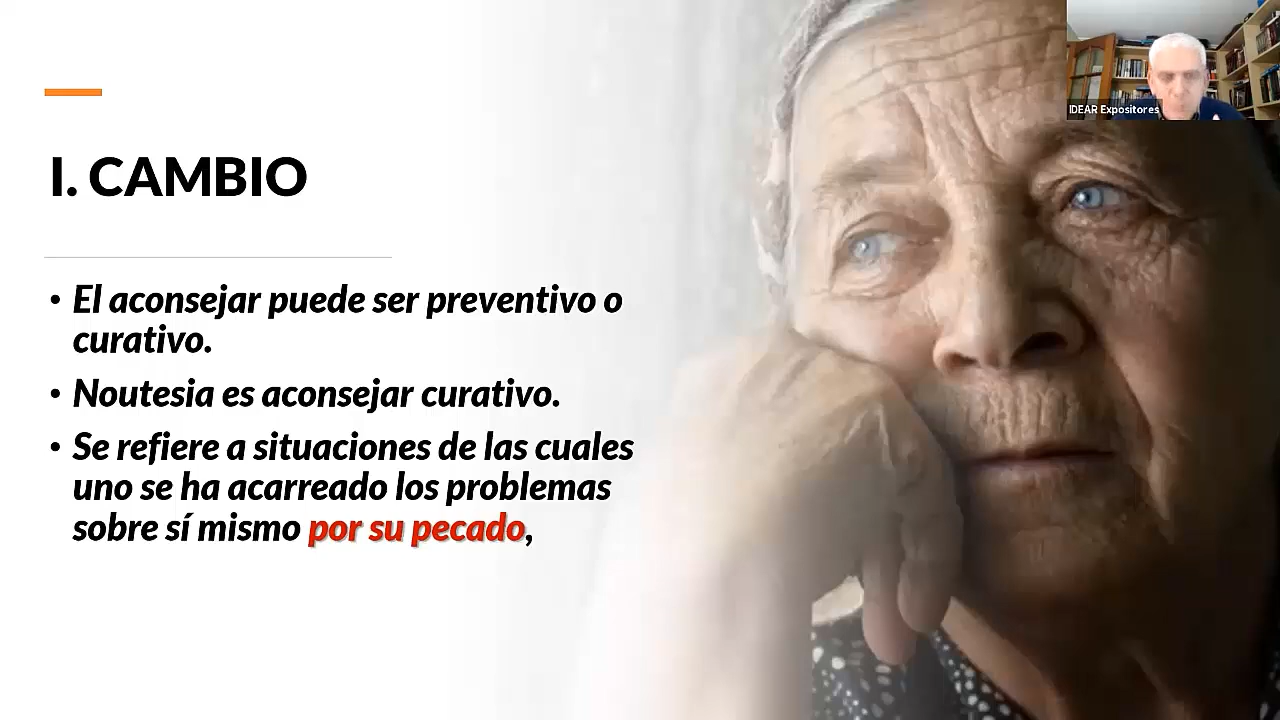 IDEAR Expositores
I. CAMBIO
• El aconsejar puede ser preventivo o
curativo.
• Noutesia es aconsejar curativo.
• Se refiere a situaciones de las cuales
uno se ha acarreado los problemas
sobre sí mismo por su pecado,